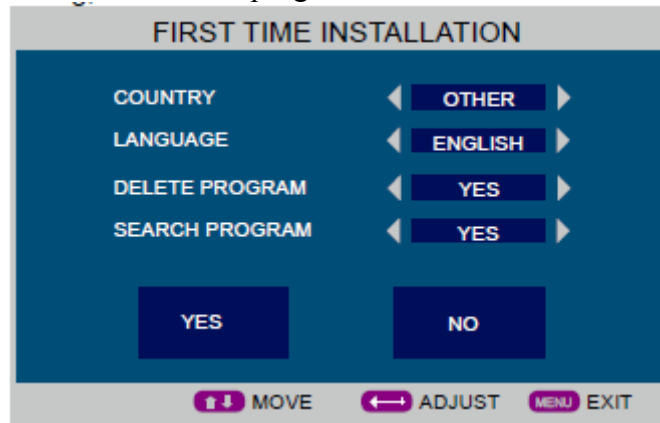 FIRST TIME INSTALLATION
COUNTRY OTHER
LANGUAGE ENGLISH
DELETE PROGRAM YES
SEARCH PROGRAM YES
YES NO
MOVE ADJUST MENU EXIT